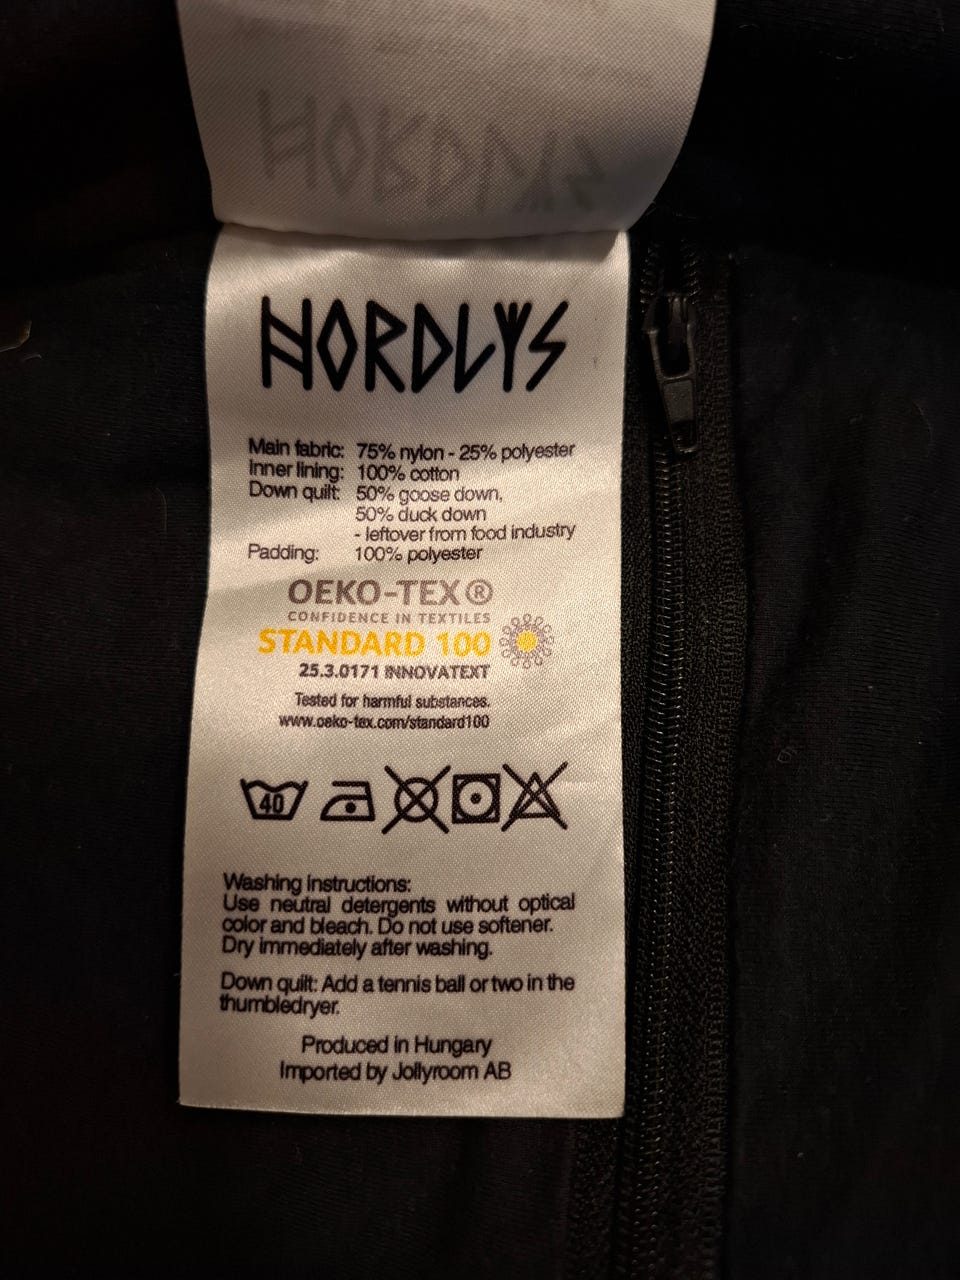 NORDLYS
Main fabric: 75% nylon - 25% polyester
Inner lining: 100% cotton
Down quilt: 50% goose down,
50% duck down
- leftover from food industry
Padding: 100% polyester
OEKO-TEX®
CONFIDENCE IN TEXTILES
STANDARD 100
25.3.0171 INNOVATEXT
Tested for harmful substances.
www.oeko-tex.com/standard100
40
Washing instructions:
Use neutral detergents without optical
color and bleach. Do not use softener.
Dry immediately after washing.
Down quilt: Add a tennis ball or two in the
thumbledryer.
Produced in Hungary
Imported by Jollyroom AB